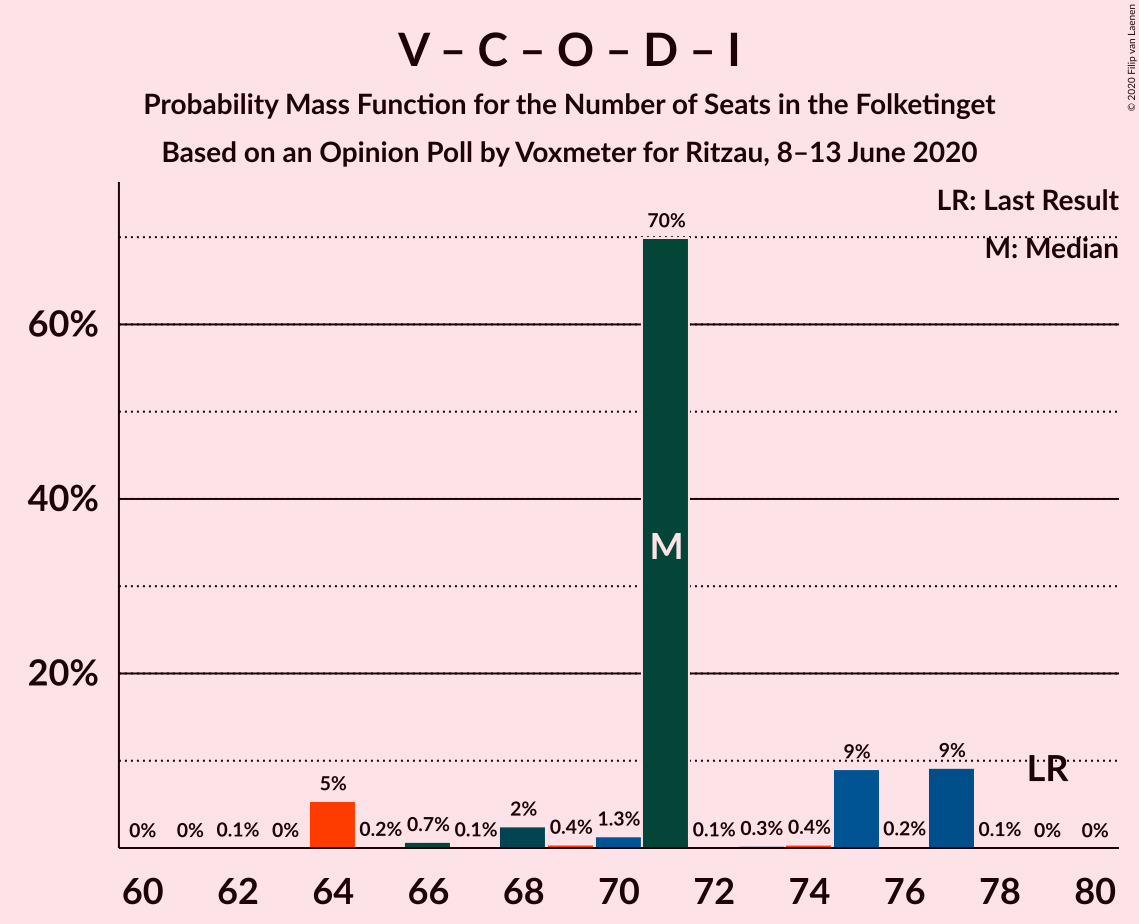 V – C – O – D – I
Probability Mass Function for the Number of Seats in the Folketinget
Based on an Opinion Poll by Voxmeter for Ritzau, 8–13 June 2020
© 2020 Filip van Laenen
LR: Last Result
M: Median
60%
40%
20%
0% 0% 0.1% 0% 5% 0.2% 0.7% 0.1% 2% 0.4% 1.3% 70% 0.1% 0.3% 0.4% 9% 0.2% 9% 0.1% 0% 0%
M
LR
60 62 64 66 68 70 72 74 76 78 80